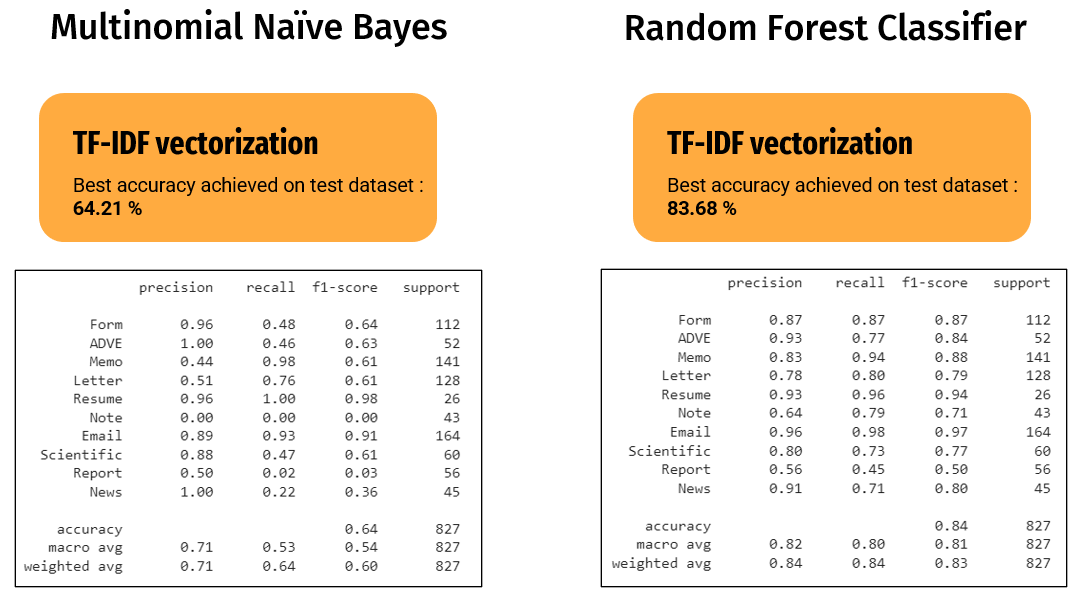 Multinomial Naïve Bayes
TF-IDF vectorization
Best accuracy achieved on test dataset :
64.21 %
precision recall f1-score support
Form 0.96 0.48 0.64 112
ADVE 1.00 0.46 0.63 52
Memo 0.44 0.98 0.61 141
Letter 0.51 0.76 0.61 128
Resume 0.96 1.00 0.98 26
Note 0.00 0.00 0.00 43
Email 0.89 0.93 0.91 164
Scientific 0.88 0.47 0.61 60
Report 0.50 0.02 0.03 56
News 1.00 0.22 0.36 45
accuracy 0.64 827
macro avg 0.71 0.53 0.54 827
weighted avg 0.71 0.64 0.60 827
Random Forest Classifier
TF-IDF vectorization
Best accuracy achieved on test dataset :
83.68 %
precision recall f1-score support
Form 0.87 0.87 0.87 112
ADVE 0.93 0.77 0.84 52
Memo 0.83 0.94 0.88 141
Letter 0.78 0.80 0.79 128
Resume 0.93 0.96 0.94 26
Note 0.64 0.79 0.71 43
Email 0.96 0.98 0.97 164
Scientific 0.80 0.73 0.77 60
Report 0.56 0.45 0.50 56
News 0.91 0.71 0.80 45
accuracy 0.84 827
macro avg 0.82 0.80 0.81 827
weighted avg 0.84 0.84 0.83 827